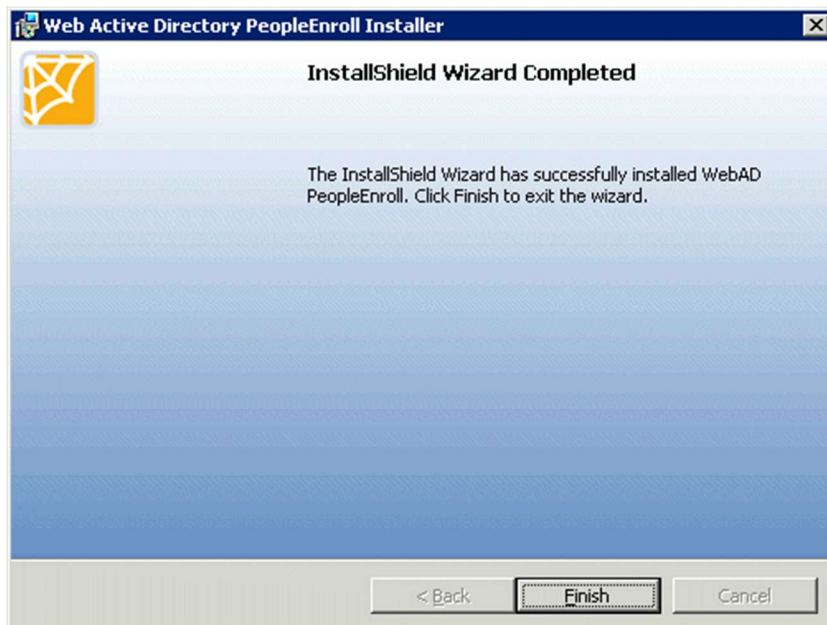 Web Active Directory PeopleEnroll Installer
InstallShield Wizard Completed
The InstallShield Wizard has successfully installed WebAD
PeopleEnroll. Click Finish to exit the wizard.
< Back
Finish
Cancel